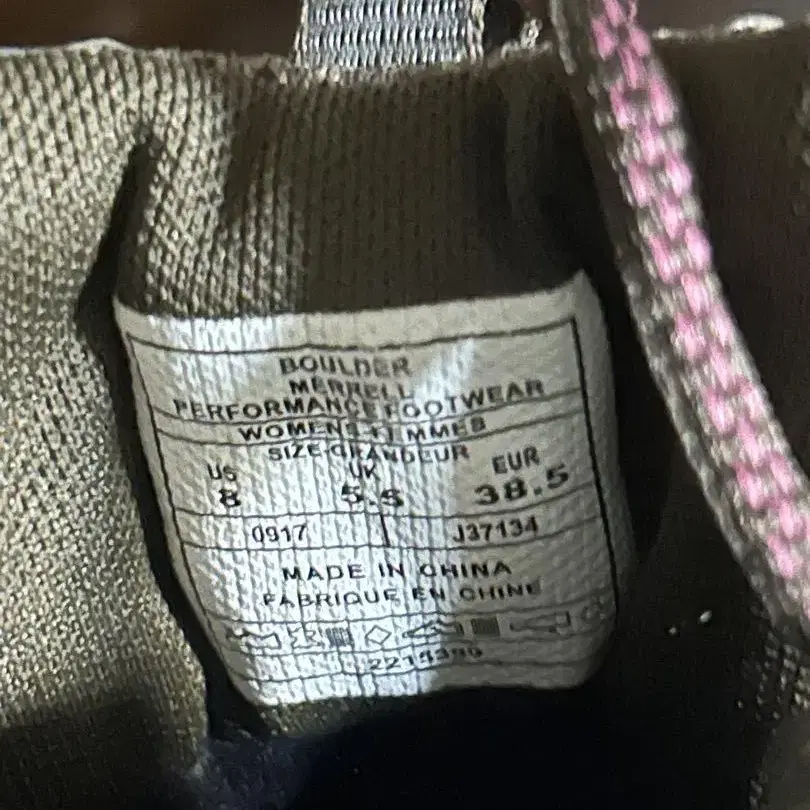 BOULDER
MERRELL
PERFORMANCE FOOTWEAR
WOMENS FEMMES
SIZE-GRANDEUR
US UK EUR
8 5.5 38.5
0917 J37134
MADE IN CHINA
FABRIQUE EN CHINE